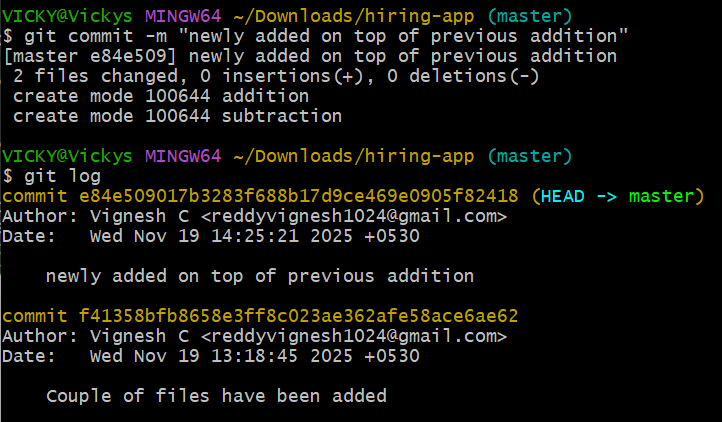 VICKY@Vickys MINGW64 ~/Downloads/hiring-app (master)
$ git commit -m "newly added on top of previous addition"
[master e84e509] newly added on top of previous addition
 2 files changed, 0 insertions(+), 0 deletions(-)
 create mode 100644 addition
 create mode 100644 subtraction
VICKY@Vickys MINGW64 ~/Downloads/hiring-app (master)
$ git log
commit e84e509017b3283f688b17d9ce469e0905f82418 (HEAD -> master)
Author: Vignesh C <reddyvignesh1024@gmail.com>
Date:   Wed Nov 19 14:25:21 2025 +0530
    newly added on top of previous addition
commit f41358bfb8658e3ff8c023ae362afe58ace6ae62
Author: Vignesh C <reddyvignesh1024@gmail.com>
Date:   Wed Nov 19 13:18:45 2025 +0530
    Couple of files have been added